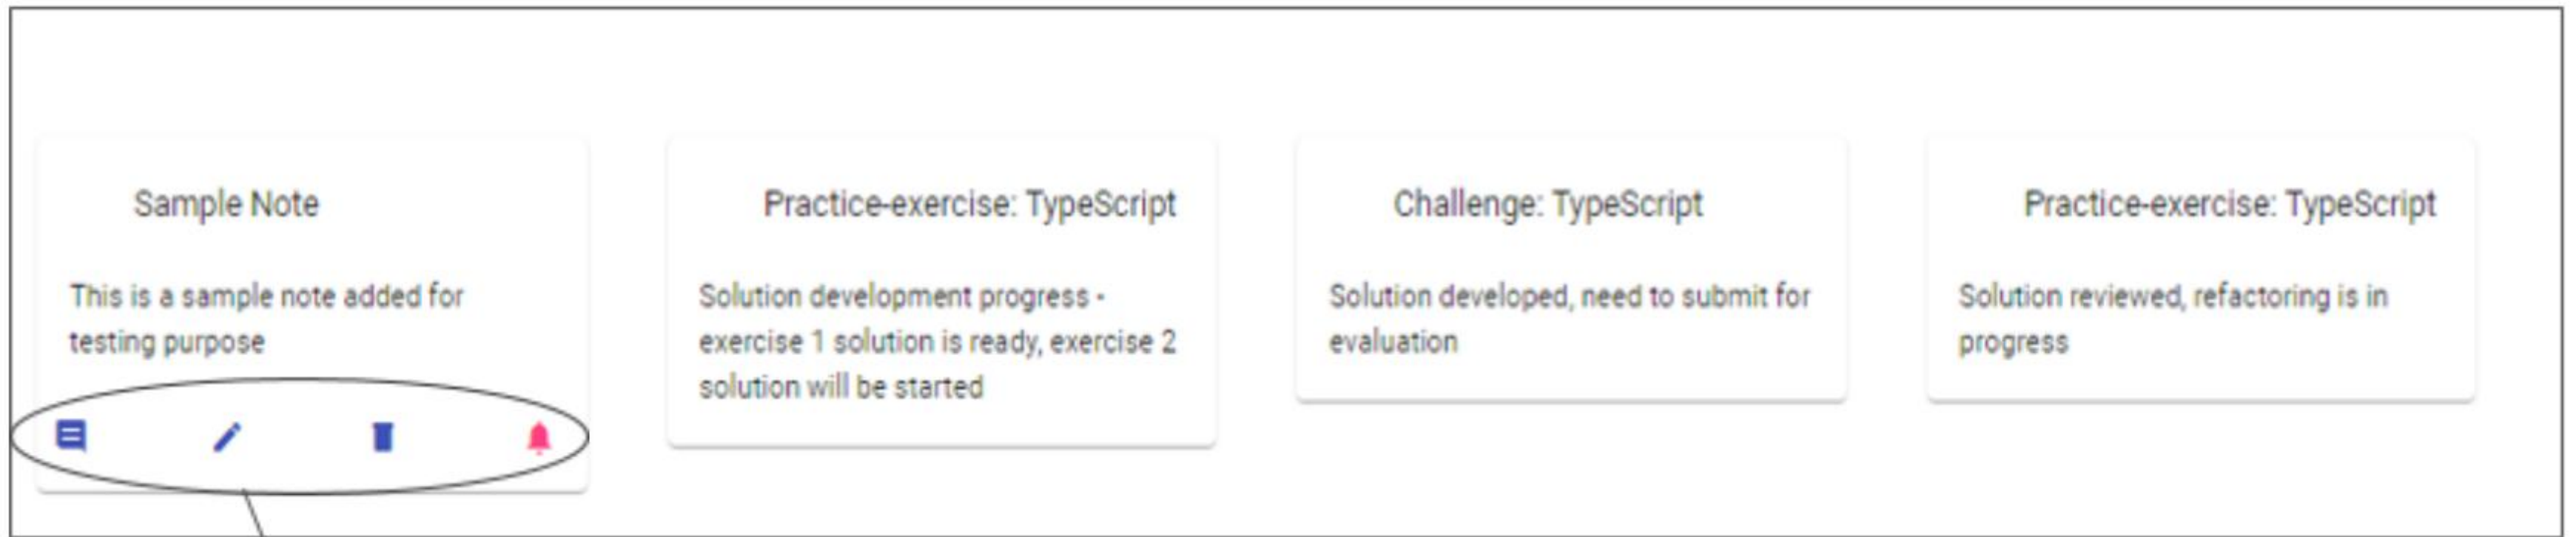 Sample Note
This is a sample note added for
testing purpose
Practice-exercise: TypeScript
Solution development progress -
exercise 1 solution is ready, exercise 2
solution will be started
Challenge: TypeScript
Solution developed, need to submit for
evaluation
Practice-exercise: TypeScript
Solution reviewed, refactoring is in
progress